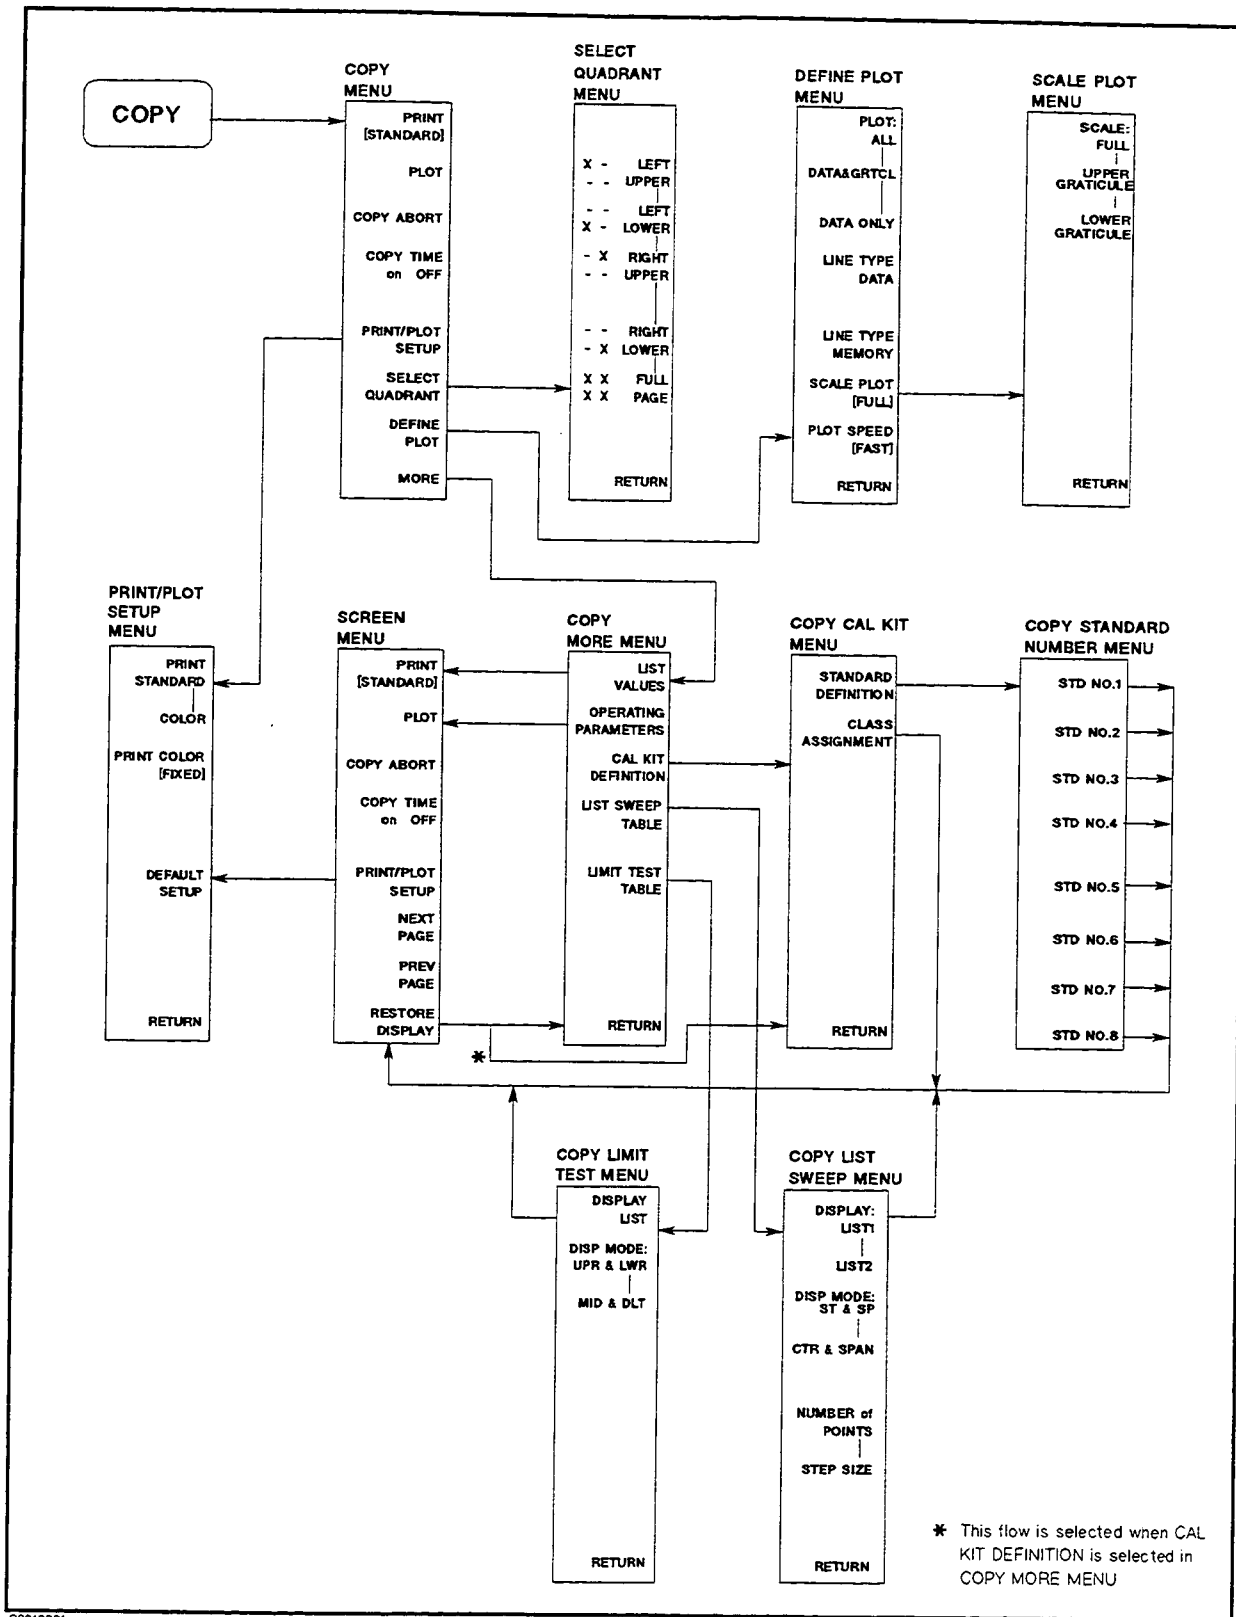 COPY
COPY
MENU
PRINT
[STANDARD]
PLOT
COPY ABORT
COPY TIME
on OFF
PRINT/PLOT
SETUP
SELECT
QUADRANT
DEFINE
PLOT
MORE
SELECT
QUADRANT
MENU
X - LEFT
- - UPPER
- - LEFT
X - LOWER
- X RIGHT
- - UPPER
- - RIGHT
- X LOWER
X X FULL
X X PAGE
RETURN
DEFINE PLOT
MENU
PLOT:
ALL
DATA&GRTCL
DATA ONLY
LINE TYPE
DATA
LINE TYPE
MEMORY
SCALE PLOT
[FULL]
PLOT SPEED
[FAST]
RETURN
SCALE PLOT
MENU
SCALE:
FULL
UPPER
GRATICULE
LOWER
GRATICULE
RETURN
PRINT/PLOT
SETUP
MENU
PRINT
STANDARD
COLOR
PRINT COLOR
[FIXED]
DEFAULT
SETUP
RETURN
SCREEN
MENU
PRINT
[STANDARD]
PLOT
COPY ABORT
COPY TIME
on OFF
PRINT/PLOT
SETUP
NEXT
PAGE
PREV
PAGE
RESTORE
DISPLAY
COPY
MORE MENU
LIST
VALUES
OPERATING
PARAMETERS
CAL KIT
DEFINITION
LIST SWEEP
TABLE
LIMIT TEST
TABLE
RETURN
*
COPY CAL KIT
MENU
STANDARD
DEFINITION
CLASS
ASSIGNMENT
RETURN
COPY STANDARD
NUMBER MENU
STD NO.1
STD NO.2
STD NO.3
STD NO.4
STD NO.5
STD NO.6
STD NO.7
STD NO.8
COPY LIMIT
TEST MENU
DISPLAY
LIST
DISP MODE:
UPR & LWR
MID & DLT
RETURN
COPY LIST
SWEEP MENU
DISPLAY:
LIST1
LIST2
DISP MODE:
ST & SP
CTR & SPAN
NUMBER of
POINTS
STEP SIZE
RETURN
* This flow is selected when CAL
KIT DEFINITION is selected in
COPY MORE MENU